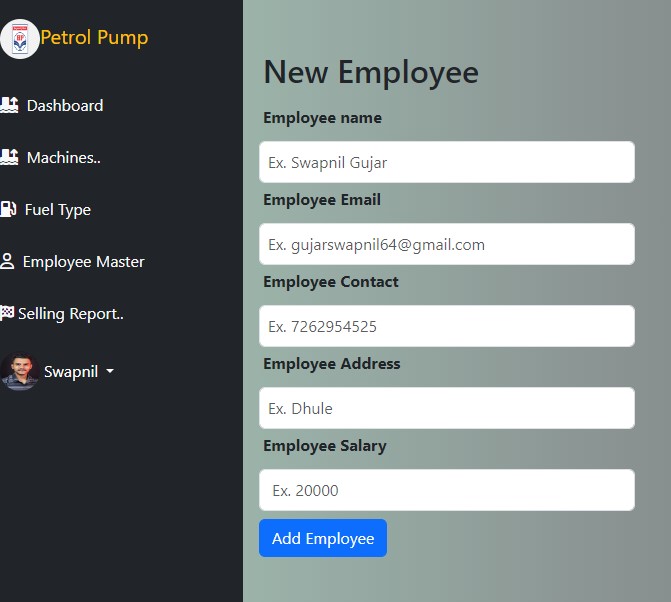 Petrol Pump
Dashboard
Machines..
Fuel Type
Employee Master
Selling Report..
Swapnil
New Employee
Employee name
Ex. Swapnil Gujar
Employee Email
Ex. gujarswapnil64@gmail.com
Employee Contact
Ex. 7262954525
Employee Address
Ex. Dhule
Employee Salary
Ex. 20000
Add Employee